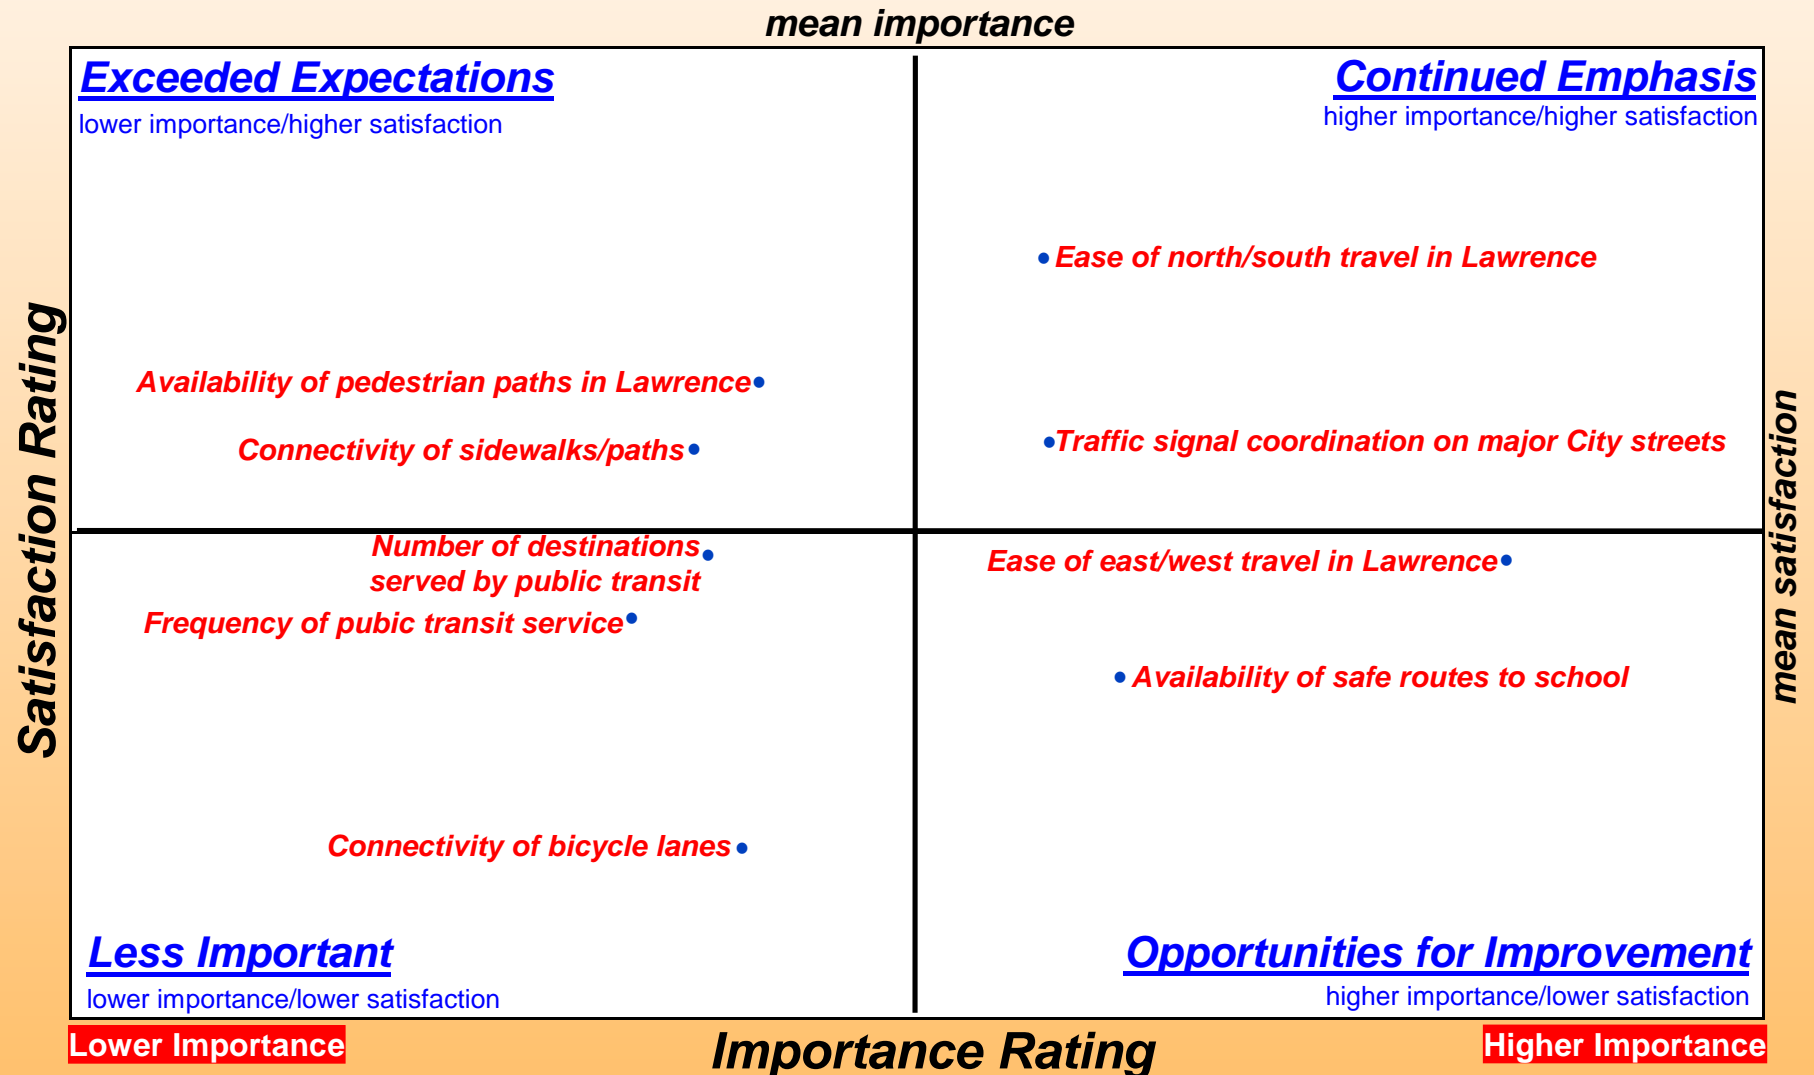 mean importance
Exceeded Expectations
lower importance/higher satisfaction
Continued Emphasis
higher importance/higher satisfaction
Ease of north/south travel in Lawrence
Availability of pedestrian paths in Lawrence
Connectivity of sidewalks/paths
Traffic signal coordination on major City streets
Satisfaction Rating
mean satisfaction
Number of destinations
served by public transit
Ease of east/west travel in Lawrence
Frequency of pubic transit service
Availability of safe routes to school
Connectivity of bicycle lanes
Less Important
lower importance/lower satisfaction
Opportunities for Improvement
higher importance/lower satisfaction
Lower Importance
Importance Rating
Higher Importance